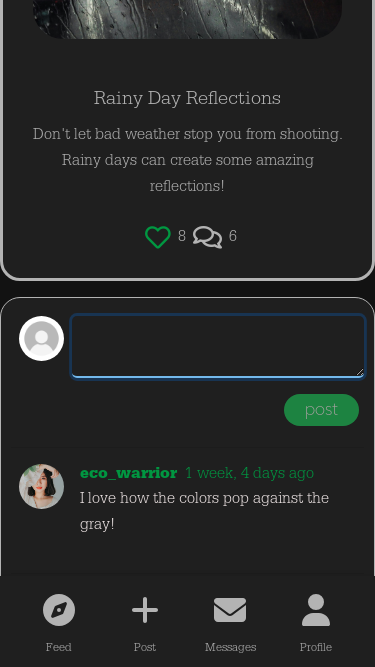 Rainy Day Reflections
Don't let bad weather stop you from shooting.
Rainy days can create some amazing
reflections!
8 6
post
eco_warrior 1 week, 4 days ago
I love how the colors pop against the
gray!
Feed Post Messages Profile